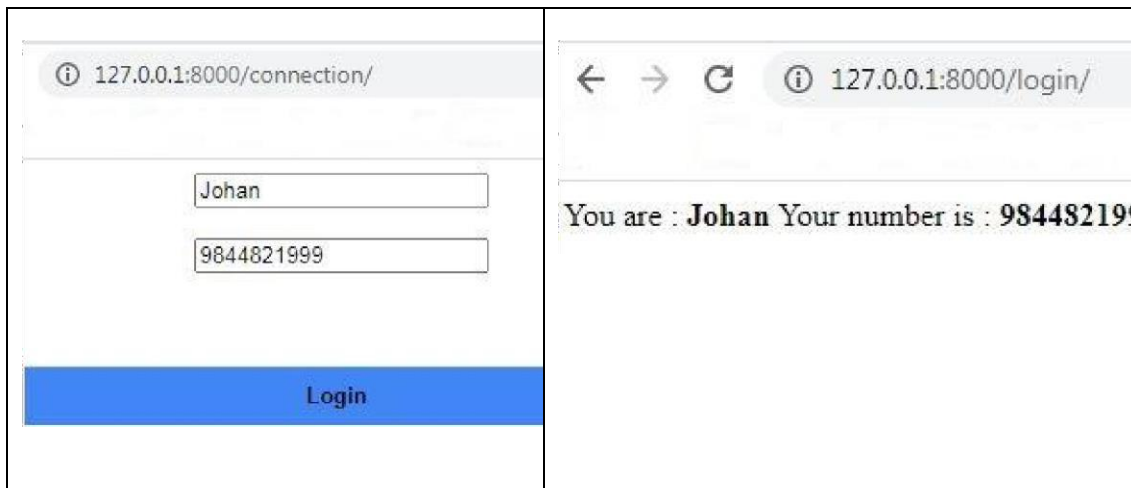 127.0.0.1:8000/connection/
Johan
9844821999
Login
127.0.0.1:8000/login/
You are : Johan Your number is : 984482199